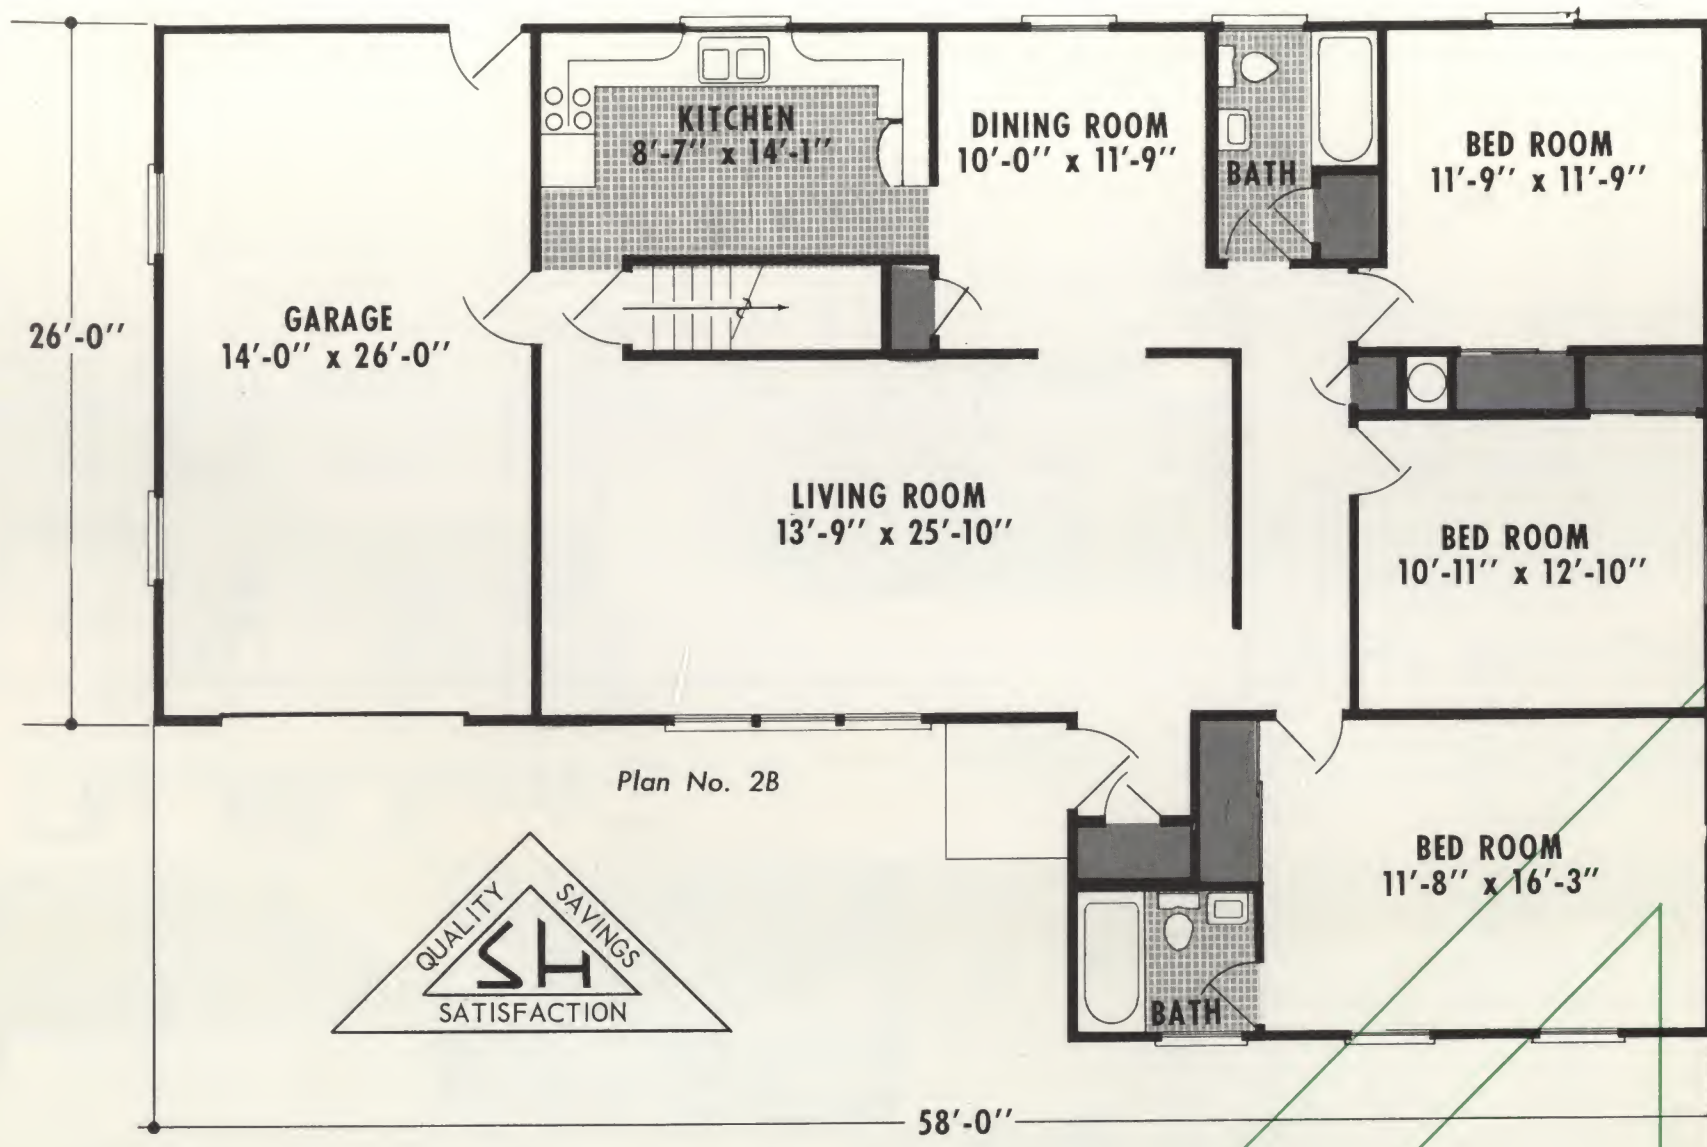 KITCHEN
8'-7" x 14'-1"
DINING ROOM
10'-0" x 11'-9"
BATH
BED ROOM
11'-9" x 11'-9"
26'-0"
GARAGE
14'-0" x 26'-0"
LIVING ROOM
13'-9" x 25'-10"
BED ROOM
10'-11" x 12'-10"
Plan No. 2B
BED ROOM
11'-8" x 16'-3"
QUALITY
SAVINGS
SH
SATISFACTION
BATH
58'-0"